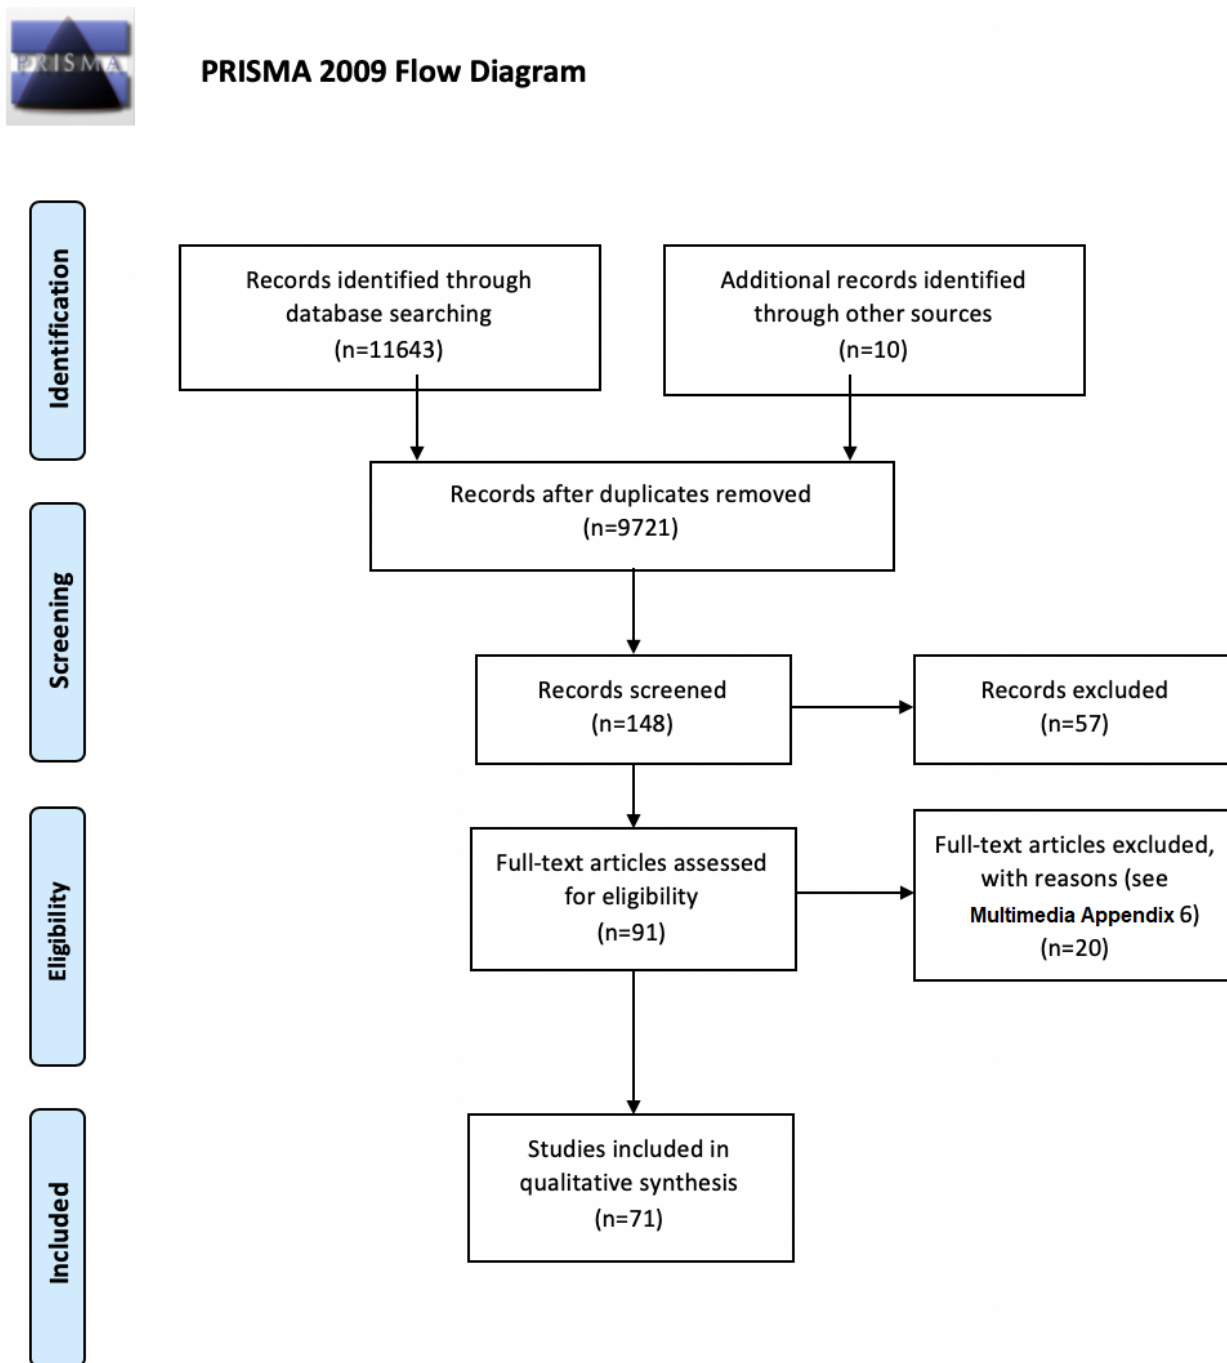 PRISMA
PRISMA 2009 Flow Diagram
Identification
Records identified through
database searching
(n=11643)
Additional records identified
through other sources
(n=10)
Records after duplicates removed
(n=9721)
Screening
Records screened
(n=148)
Records excluded
(n=57)
Eligibility
Full-text articles assessed
for eligibility
(n=91)
Full-text articles excluded,
with reasons (see
Multimedia Appendix 6)
(n=20)
Included
Studies included in
qualitative synthesis
(n=71)